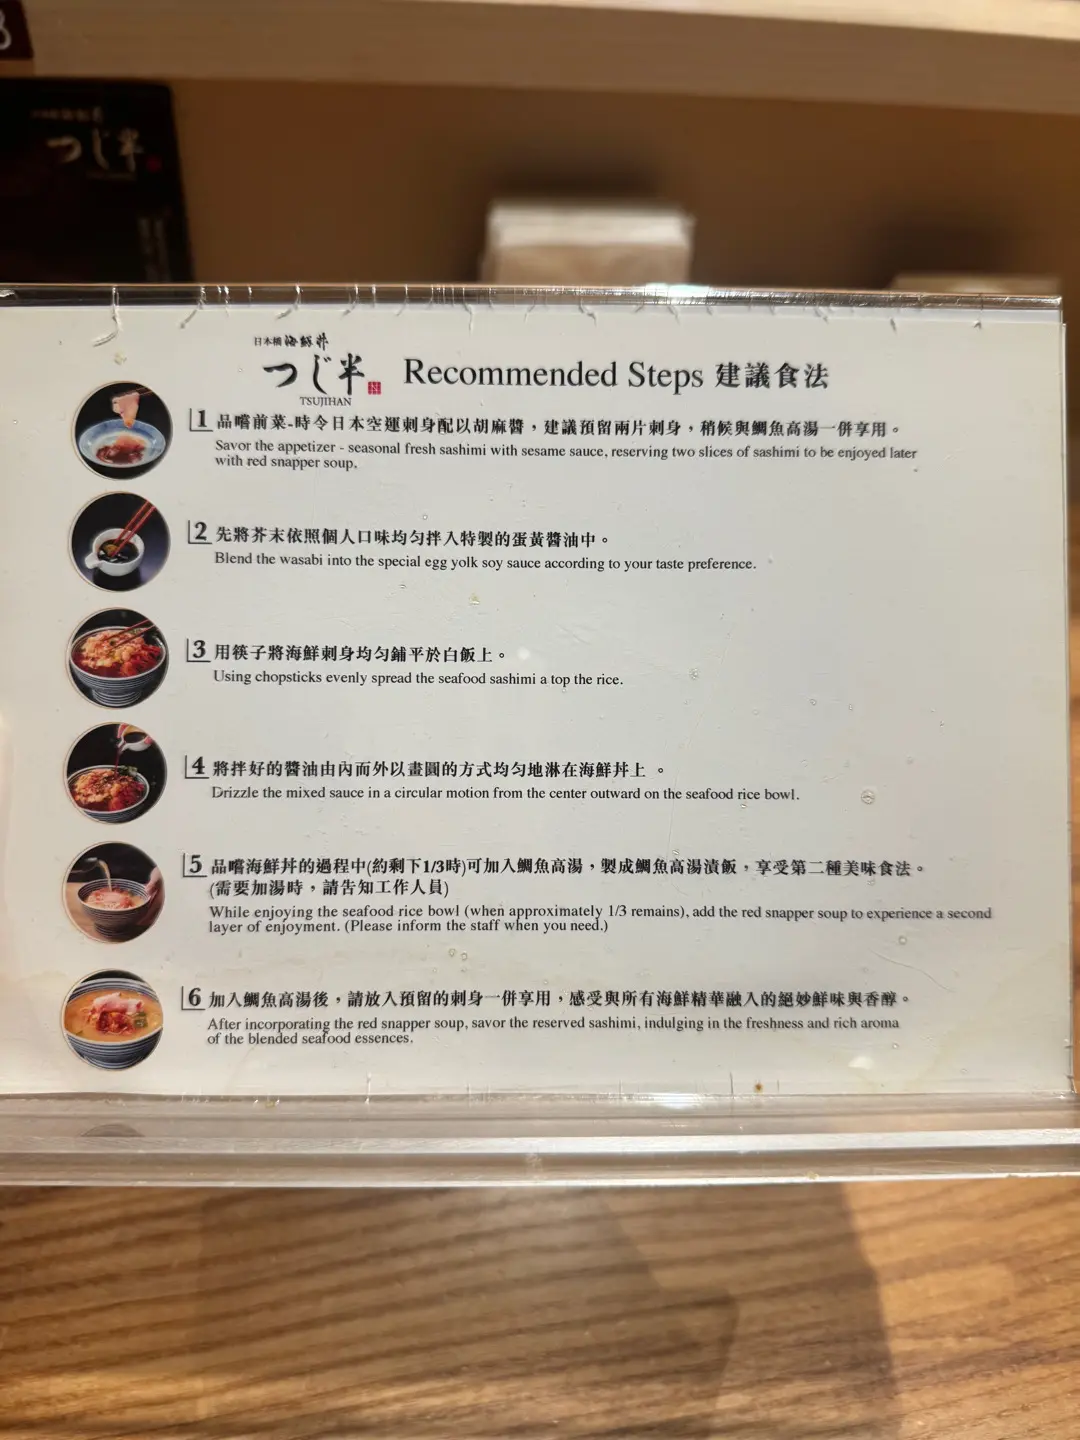 つじ半
日本橋海鮮丼
つじ半
TSUJIHAN
Recommended Steps 建議食法
1 品嚐前菜-時令日本空運刺身配以胡麻醬，建議預留兩片刺身，稍候與鯛魚高湯一併享用。
Savor the appetizer - seasonal fresh sashimi with sesame sauce, reserving two slices of sashimi to be enjoyed later
with red snapper soup.
2 先將芥末依照個人口味均勻拌入特製的蛋黃醬油中。
Blend the wasabi into the special egg yolk soy sauce according to your taste preference.
3 用筷子將海鮮刺身均勻鋪平於白飯上。
Using chopsticks evenly spread the seafood sashimi a top the rice.
4 將拌好的醬油由內而外以畫圓的方式均勻地淋在海鮮丼上 。
Drizzle the mixed sauce in a circular motion from the center outward on the seafood rice bowl.
5 品嚐海鮮丼的過程中(約剩下1/3時)可加入鯛魚高湯，製成鯛魚高湯漬飯，享受第二種美味食法。
(需要加湯時，請告知工作人員)
While enjoying the seafood rice bowl (when approximately 1/3 remains), add the red snapper soup to experience a second
layer of enjoyment. (Please inform the staff when you need.)
6 加入鯛魚高湯後，請放入預留的刺身一併享用，感受與所有海鮮精華融入的絕妙鮮味與香醇。
After incorporating the red snapper soup, savor the reserved sashimi, indulging in the freshness and rich aroma
of the blended seafood essences.